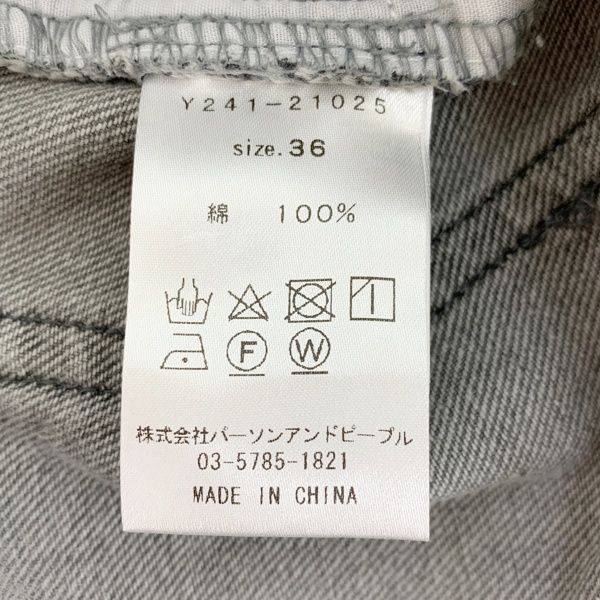 Y241-21025
size.36
綿 100%
F W
株式会社パーソンアンドピープル
03-5785-1821
MADE IN CHINA